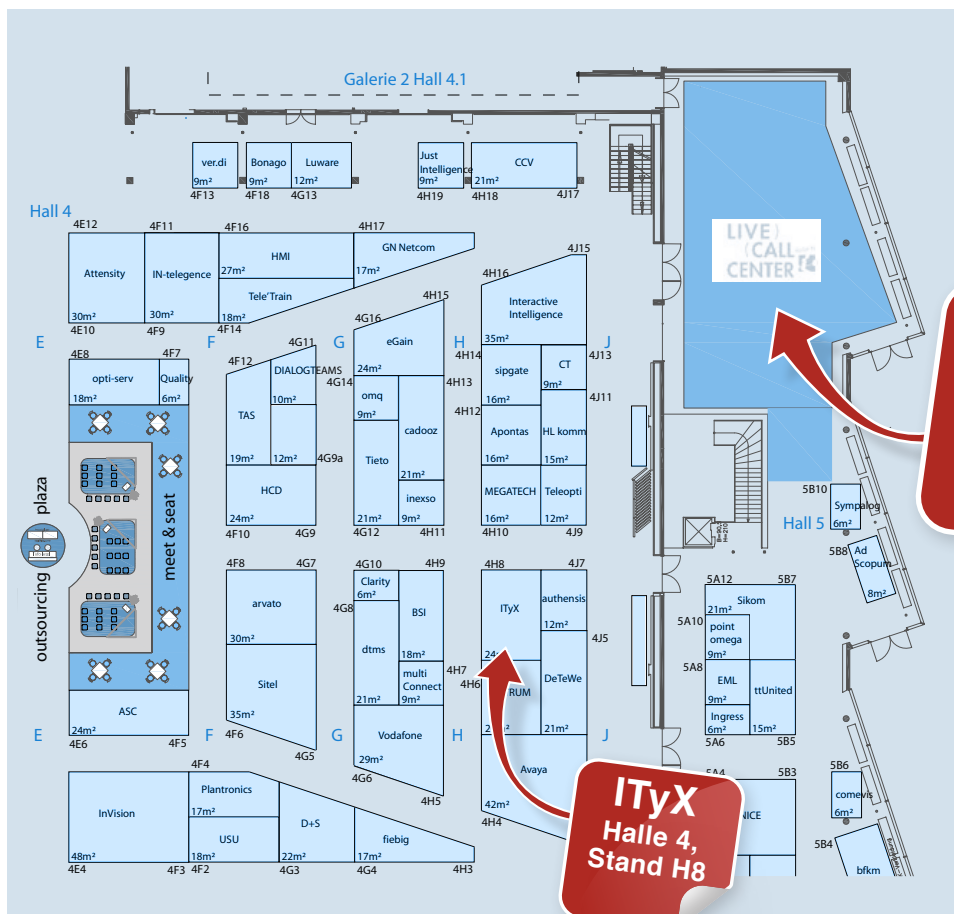 Galerie 2 Hall 4.1
ver.di
9m²
4F13
Bonago
9m²
4F18
Luware
12m²
4G13
Just
Intelligence
9m²
4H19
CCV
21m²
4H18
4J17
Hall 4
4E12
Attensity
30m²
4E10
4F11
IN-telegence
30m²
4F9
4F16
HMI
27m²
Tele'Train
18m²
4F14
4H17
GN Netcom
17m²
4J15
4H16
Interactive
Intelligence
35m²
LIVE)
(CALL
CENTER
E
F
G
H
J
4E8
opti-serv
18m²
4F7
Quality
6m²
4G11
4F12
DIALOGTEAMS
10m²
TAS
19m²
12m²
4G9a
HCD
24m²
4F10
4G9
4H15
4G16
eGain
24m²
4G14
4H13
omq
9m²
cadooz
21m²
Tieto
21m²
inexso
9m²
4G12
4H11
4H14
sipgate
16m²
CT
9m²
4J13
4J11
4H12
Apontas
16m²
HL komm
15m²
MEGATECH
16m²
Teleopti
12m²
4H10
4J9
outsourcing
plaza
meet & seat
5B10
Sympalog
6m²
Hall 5
5B8
Ad
Scopum
8m²
4F8
4G7
arvato
30m²
Sitel
35m²
4F6
4G5
4G10
4H9
Clarity
6m²
4G8
BSI
18m²
dtms
21m²
multi
Connect
9m²
4H7
Vodafone
29m²
4G6
4H5
4H8
4J7
ITyX
authensis
12m²
4J5
4H6
RUM
DeTeWe
21m²
Avaya
42m²
4H4
5A12
5B7
Sikom
21m²
5A10
point
omega
9m²
5A8
EML
9m²
ttUnited
15m²
Ingress
6m²
5A6
5B5
ASC
24m²
4E6
4F5
E
F
G
H
J
InVision
48m²
4E4
4F3
4F4
Plantronics
17m²
USU
18m²
4F2
D+S
22m²
4G3
fiebig
17m²
4G4
4H3
5A4
5B3
NICE
5B6
comevis
6m²
5B4
bfkm
ITyX
Halle 4,
Stand H8